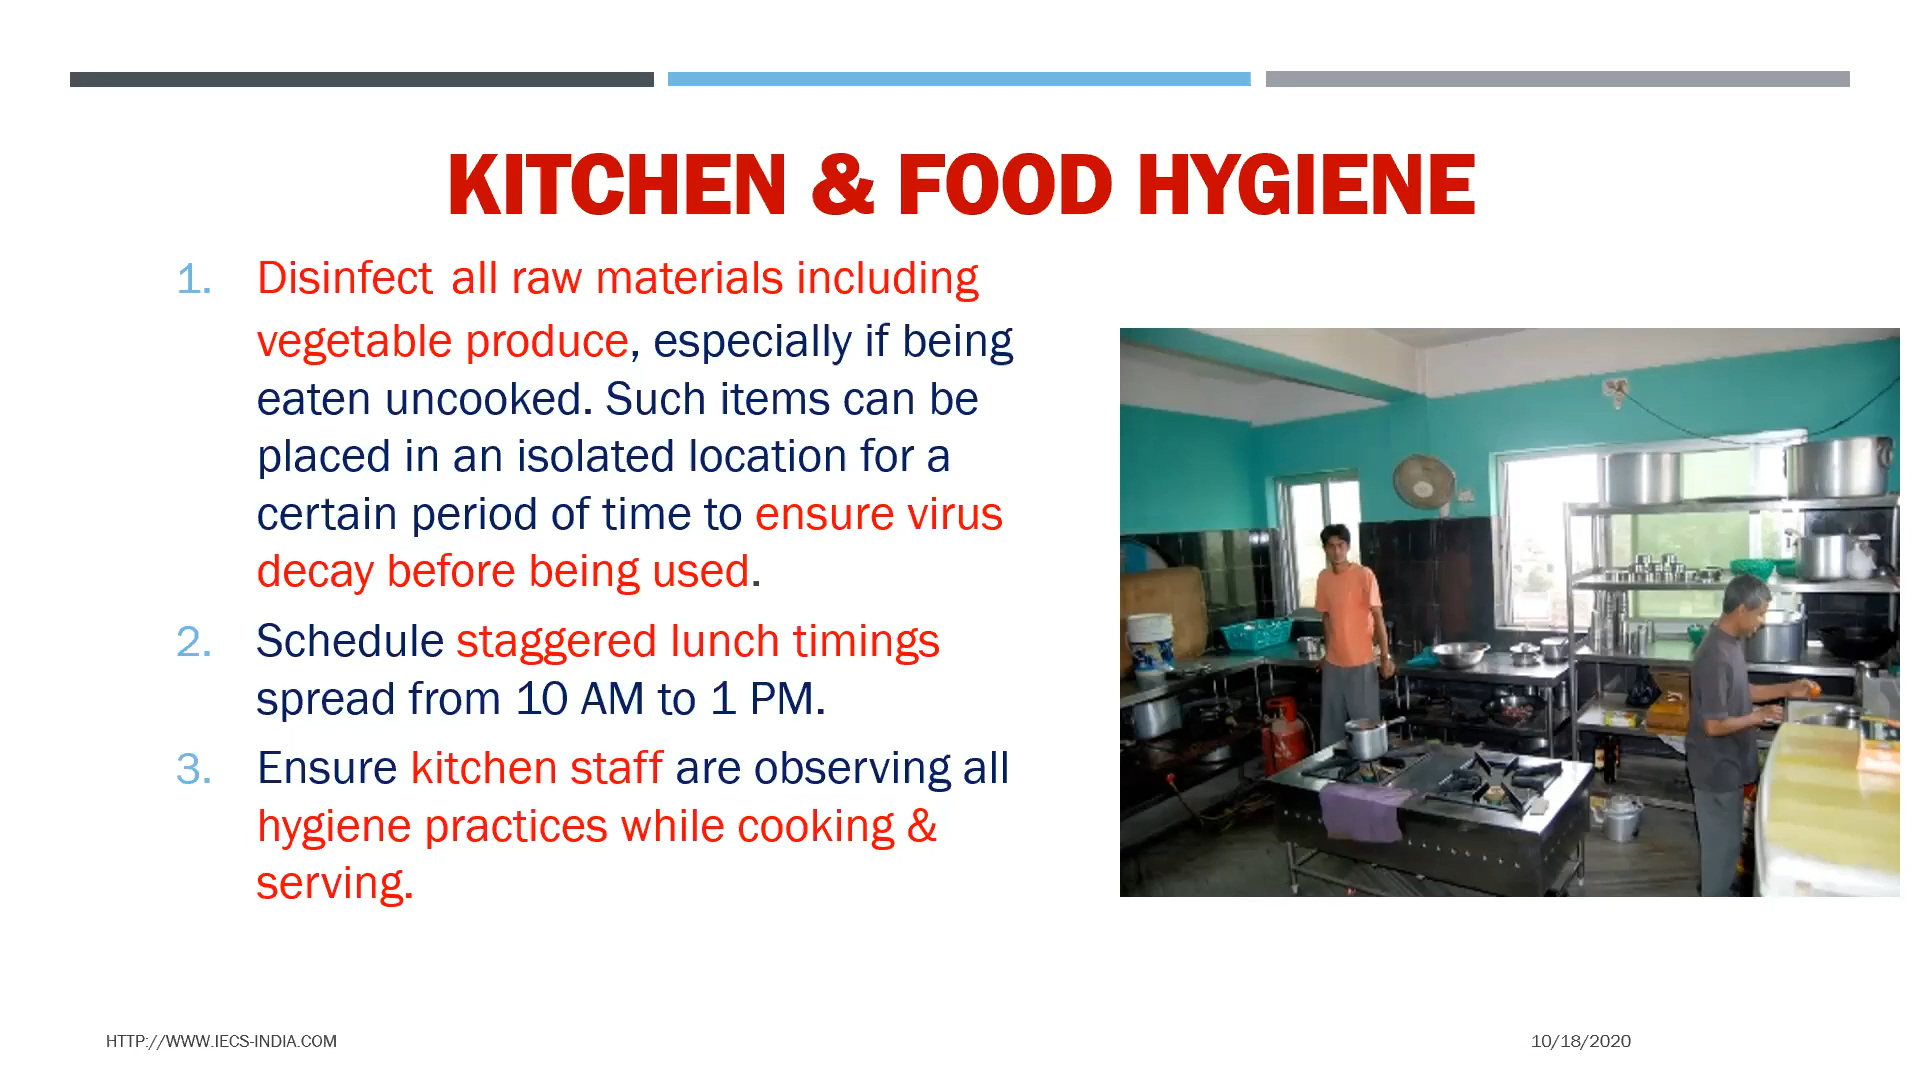 KITCHEN & FOOD HYGIENE
1. Disinfect all raw materials including
vegetable produce, especially if being
eaten uncooked. Such items can be
placed in an isolated location for a
certain period of time to ensure virus
decay before being used.
2. Schedule staggered lunch timings
spread from 10 AM to 1 PM.
3. Ensure kitchen staff are observing all
hygiene practices while cooking &
serving.
HTTP://WWW.IECS-INDIA.COM
10/18/2020